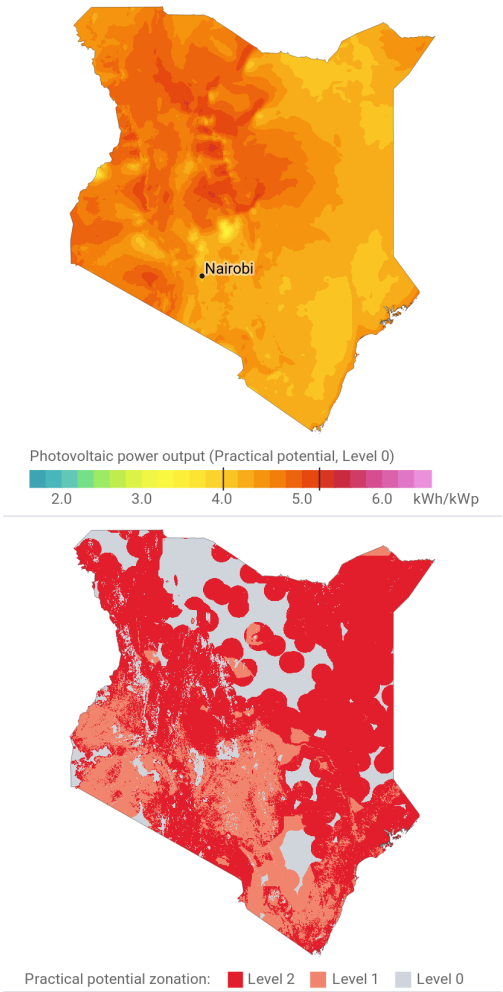 Nairobi
Photovoltaic power output (Practical potential, Level 0)
2.0 3.0 4.0 5.0 6.0 kWh/kWp
Practical potential zonation: Level 2 Level 1 Level 0